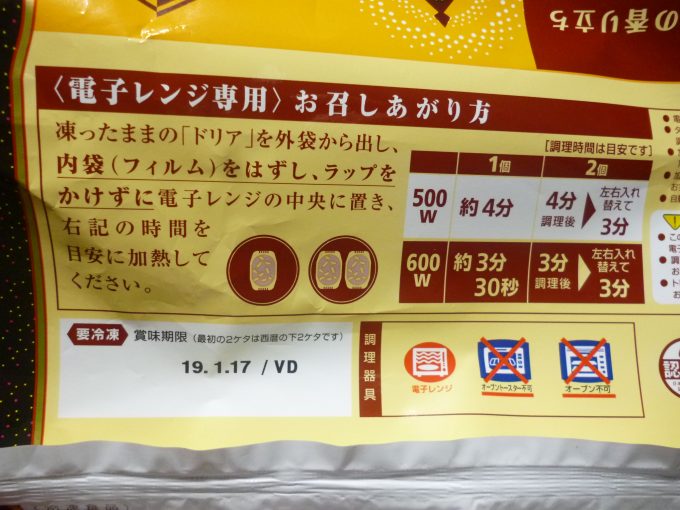 の香り立ち
〈電子レンジ専用〉お召しあがり方
凍ったままの「ドリア」を外袋から出し、
内袋(フィルム)をはずし、ラップを
かけずに電子レンジの中央に置き、
右記の時間を
目安に加熱して
ください。
[調理時間は目安です]
1個 2個
500W 約4分 4分調理後 左右入れ替えて3分
600W 約3分30秒 3分調理後 左右入れ替えて3分
要冷凍 賞味期限(最初の2ケタは西暦の下2ケタです)
19.1.17 / VD
調理器具
電子レンジ オーブントースター不可 オーブン不可
認